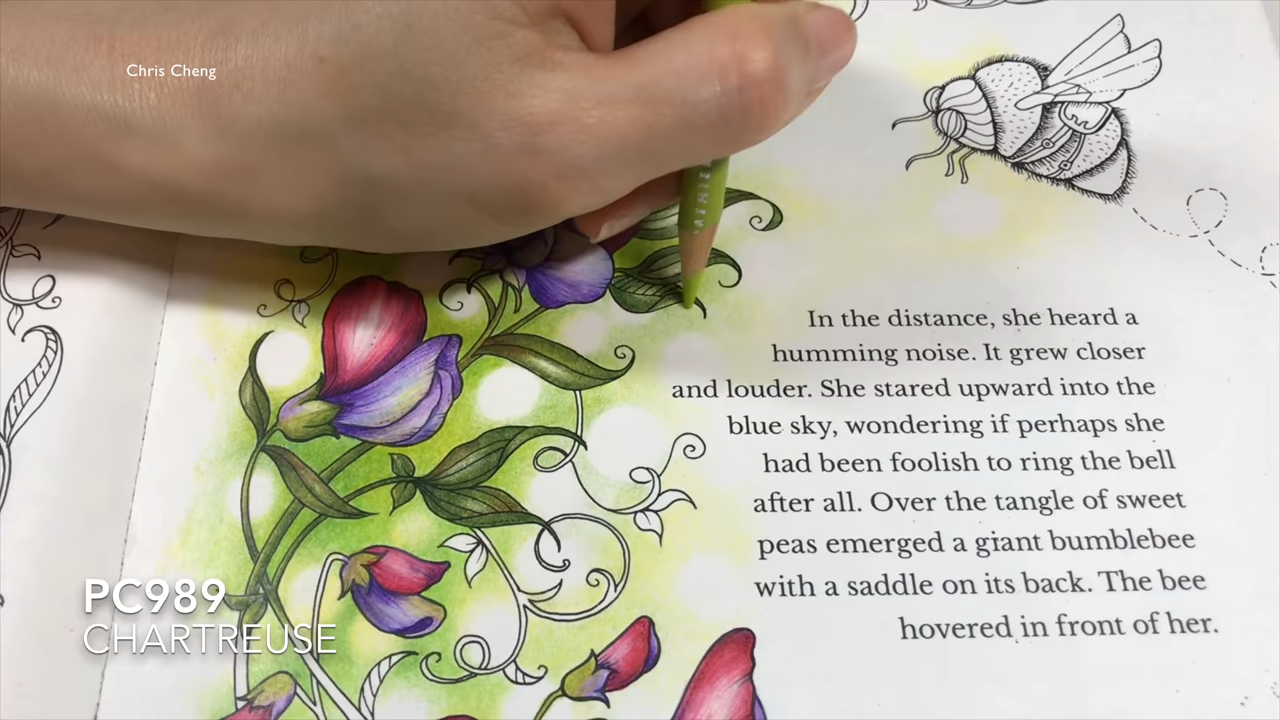 Chris Cheng
In the distance, she heard a
humming noise. It grew closer
and louder. She stared upward into the
blue sky, wondering if perhaps she
had been foolish to ring the bell
after all. Over the tangle of sweet
peas emerged a giant bumblebee
with a saddle on its back. The bee
hovered in front of her.
PC989
CHARTREUSE